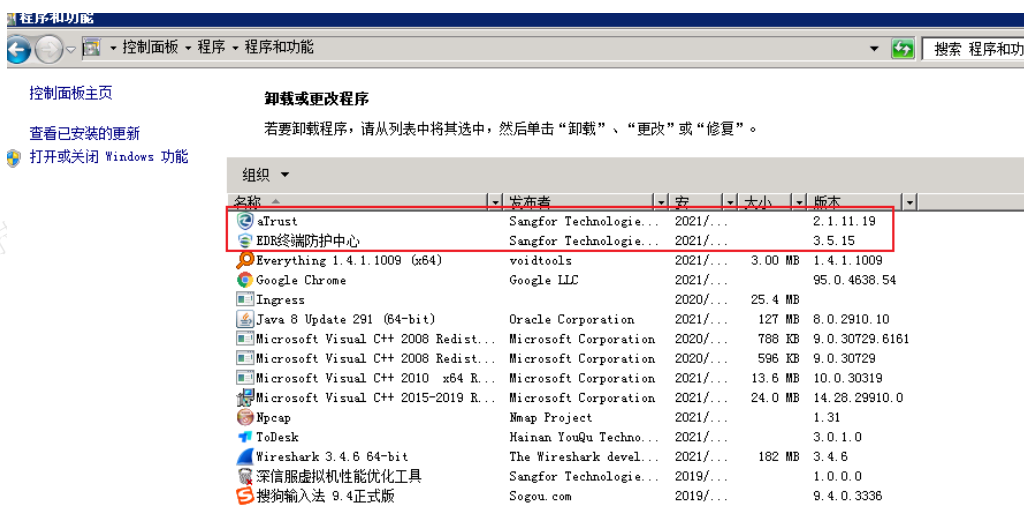 程序和功能
控制面板 程序 程序和功能 搜索 程序和功
控制面板主页
查看已安装的更新
打开或关闭 Windows 功能
卸载或更改程序
若要卸载程序，请从列表中将其选中，然后单击“卸载”、“更改”或“修复”。
组织
名称 发布者 安 大小 版本
aTrust Sangfor Technologie... 2021/... 2.1.11.19
EDR终端防护中心 Sangfor Technologie... 2021/... 3.5.15
Everything 1.4.1.1009 (x64) voidtools 2021/... 3.00 MB 1.4.1.1009
Google Chrome Google LLC 2021/... 95.0.4638.54
Ingress 2020/... 25.4 MB
Java 8 Update 291 (64-bit) Oracle Corporation 2021/... 127 MB 8.0.2910.10
Microsoft Visual C++ 2008 Redist... Microsoft Corporation 2020/... 788 KB 9.0.30729.6161
Microsoft Visual C++ 2008 Redist... Microsoft Corporation 2020/... 596 KB 9.0.30729
Microsoft Visual C++ 2010 x64 R... Microsoft Corporation 2021/... 13.6 MB 10.0.30319
Microsoft Visual C++ 2015-2019 R... Microsoft Corporation 2021/... 24.0 MB 14.28.29910.0
Npcap Nmap Project 2021/... 1.31
ToDesk Hainan YouQu Techno... 2021/... 3.0.1.0
Wireshark 3.4.6 64-bit The Wireshark devel... 2021/... 182 MB 3.4.6
深信服虚拟机性能优化工具 Sangfor Technologie... 2019/... 1.0.0.0
搜狗输入法 9.4正式版 Sogou.com 2019/... 9.4.0.3336